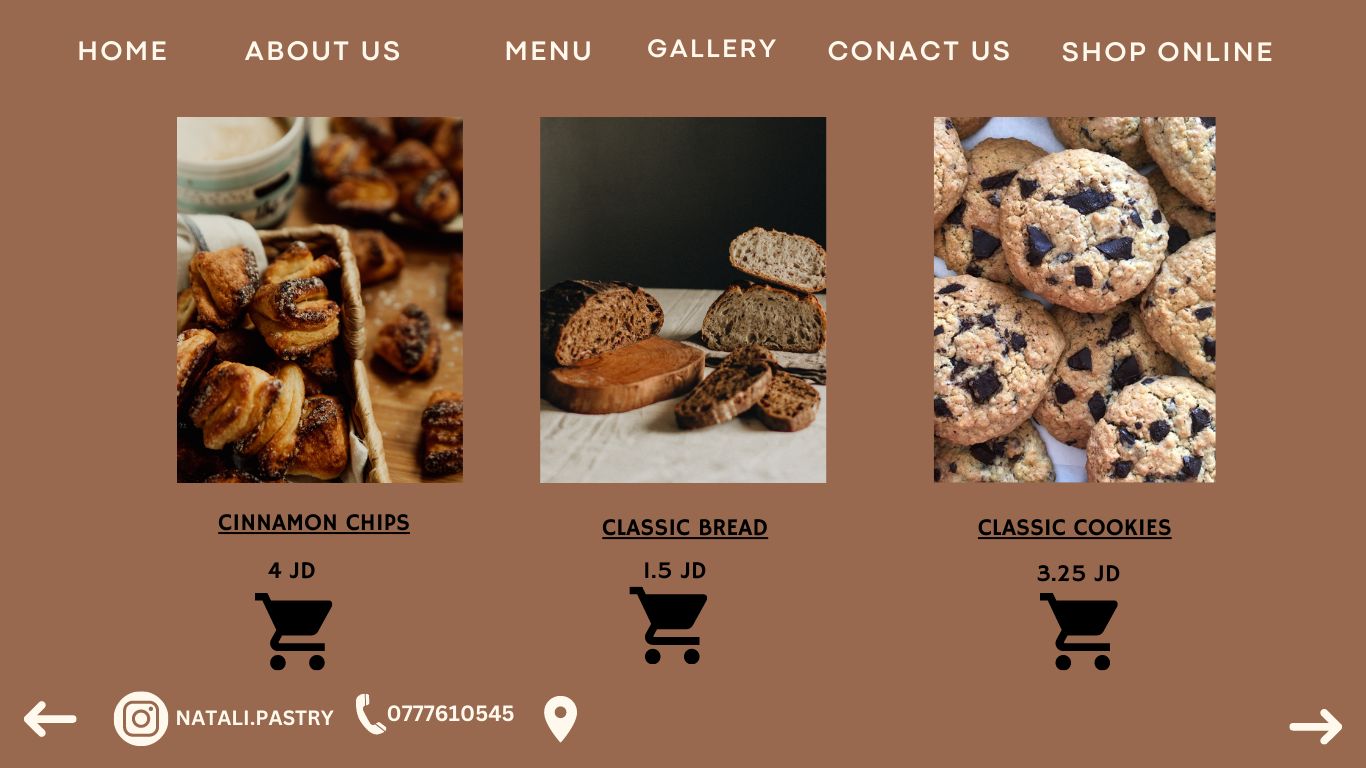 HOME ABOUT US MENU GALLERY CONACT US SHOP ONLINE
CINNAMON CHIPS
4 JD
CLASSIC BREAD
1.5 JD
CLASSIC COOKIES
3.25 JD
NATALI.PASTRY 0777610545